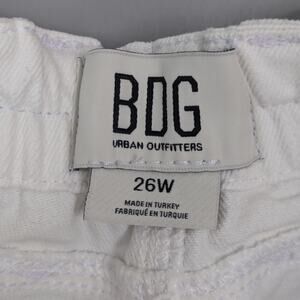 BDG
URBAN OUTFITTERS
26W
MADE IN TURKEY
FABRIQUÉ EN TURQUIE